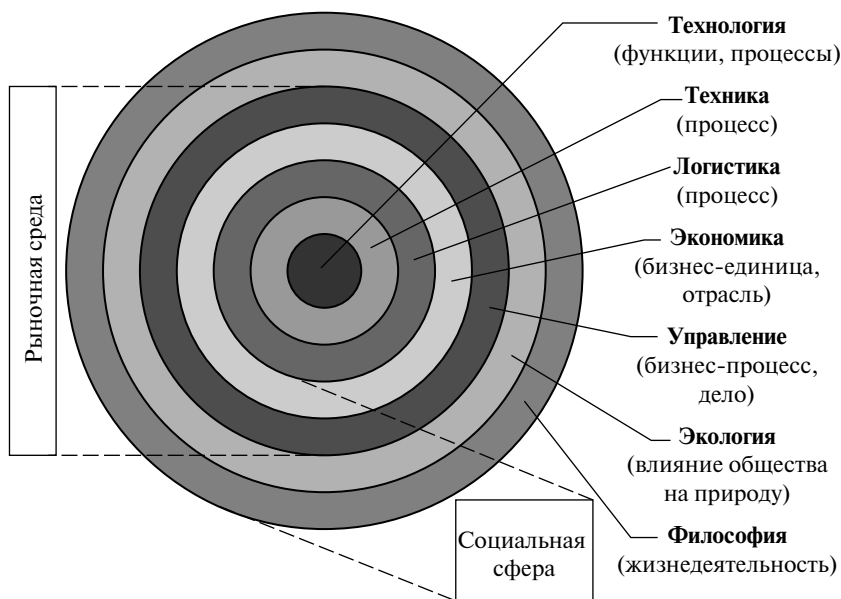 Технология
(функции, процессы)
Техника
(процесс)
Логистика
(процесс)
Экономика
(бизнес-единица,
отрасль)
Управление
(бизнес-процесс,
дело)
Экология
(влияние общества
на природу)
Философия
(жизнедеятельность)
Рыночная среда
Социальная
сфера